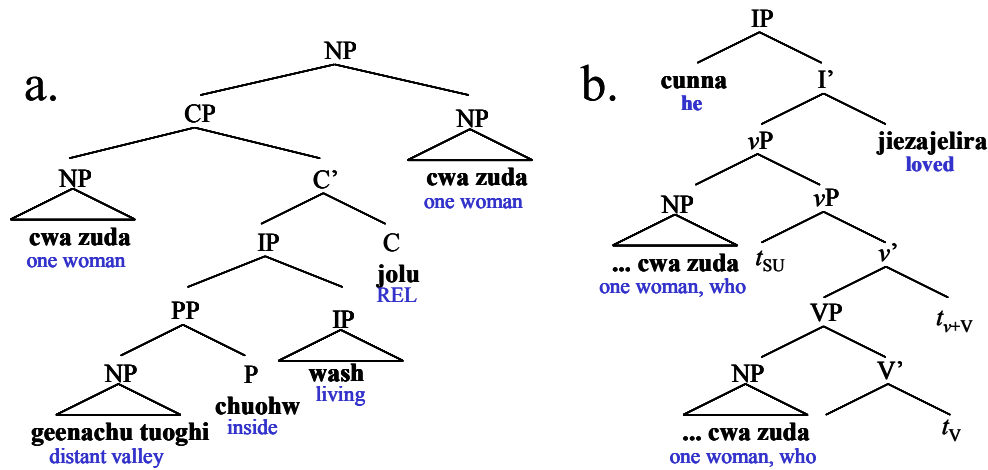 a.
NP
CP
NP
cwa zuda
one woman
NP
cwa zuda
one woman
C’
IP
C
jolu
REL
PP
IP
wash
living
NP
geenachu tuoghi
distant valley
P
chuohw
inside
b.
IP
cunna
he
I’
vP
jiezajelira
loved
NP
... cwa zuda
one woman, who
vP
tSU
v’
VP
tv+V
NP
... cwa zuda
one woman, who
V’
tV